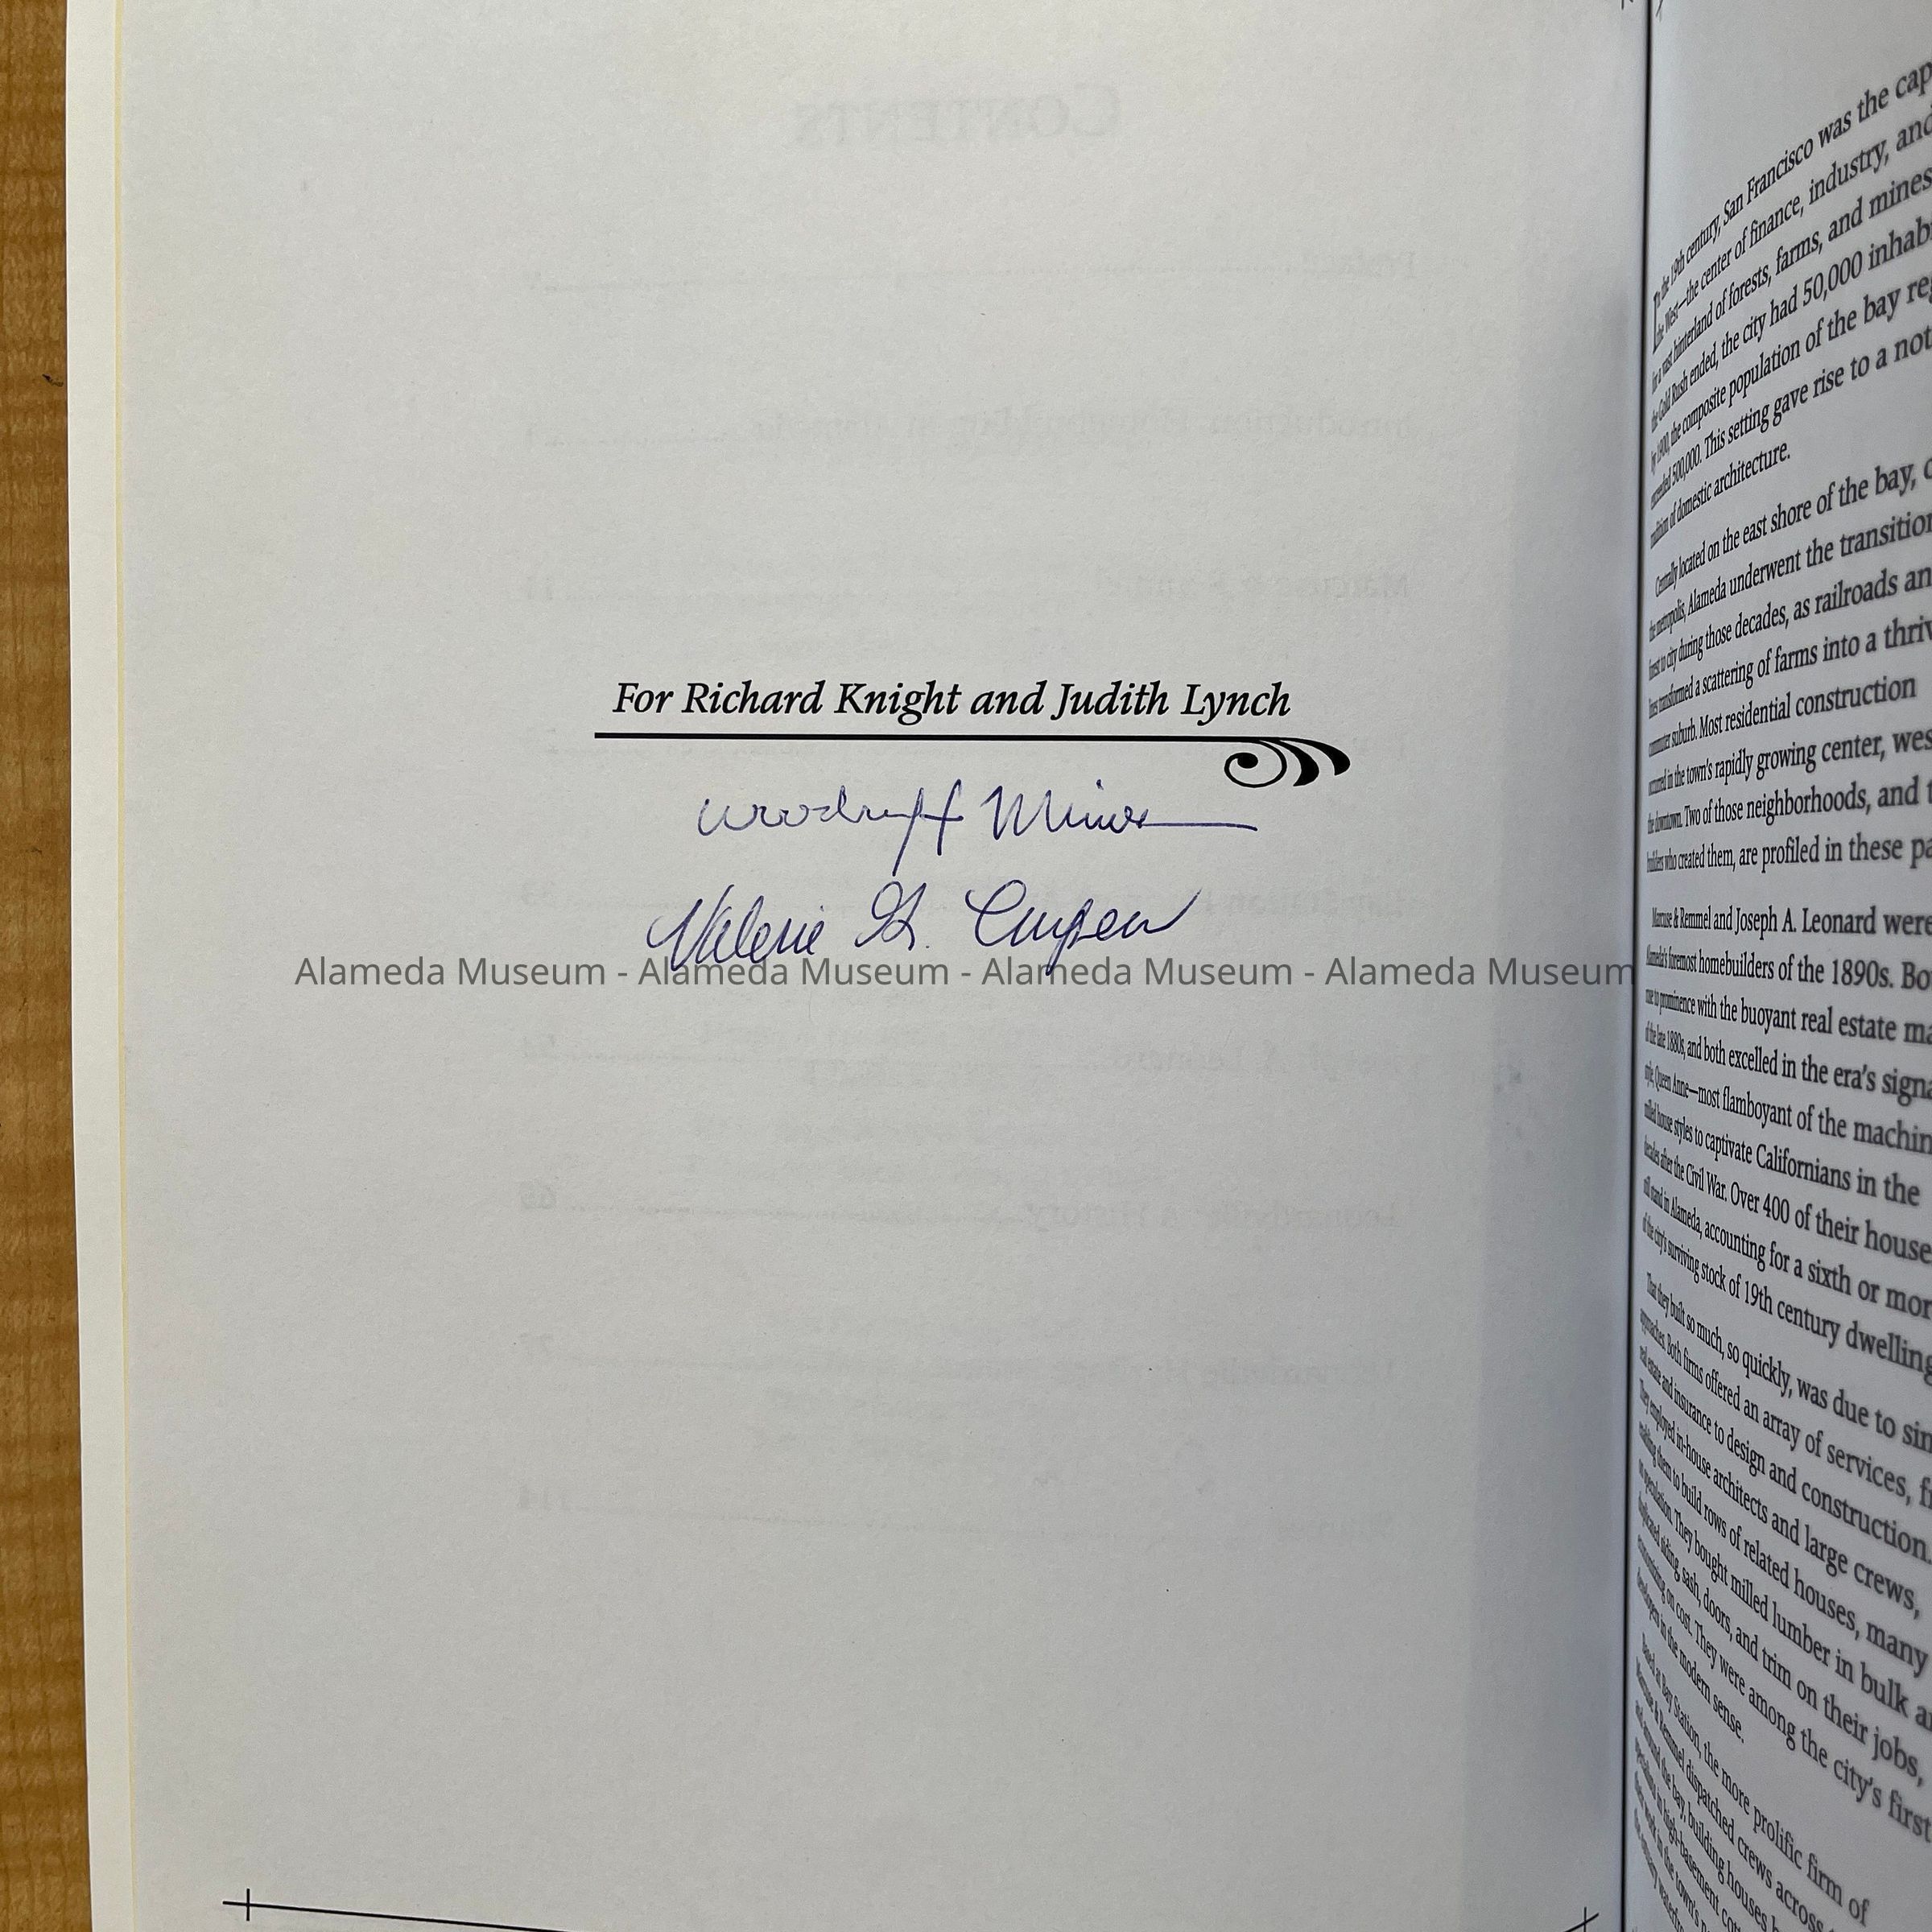 For Richard Knight and Judith Lynch
Woodruff Minor
Valerie G.
Alameda Museum - Alameda Museum - Alameda Museum - Alameda Museum
In the 19th century, San Francisco was the cap
the West—the center of finance, industry, and
for a vast hinterland of forests, farms, and mines
the Gold Rush ended, the city had 50,000 inhab
by 1900, the composite population of the bay reg
exceeded 500,000. This setting gave rise to a not
tradition of domestic architecture.
Centrally located on the east shore of the bay, c
the metropolis, Alameda underwent the transition
forest to city during those decades, as railroads an
lines transformed a scattering of farms into a thriv
commuter suburb. Most residential construction
occurred in the town's rapidly growing center, wes
the downtown. Two of those neighborhoods, and t
builders who created them, are profiled in these pa
Marcuse & Remmel and Joseph A. Leonard were
Alameda's foremost homebuilders of the 1890s. Bo
rose to prominence with the buoyant real estate ma
of the late 1880s, and both excelled in the era's signa
style, Queen Anne—most flamboyant of the machin
milled house styles to captivate Californians in the
decades after the Civil War. Over 400 of their house
still stand in Alameda, accounting for a sixth or mor
of the city's surviving stock of 19th century dwelling
That they built so much, so quickly, was due to sim
approaches. Both firms offered an array of services, fr
real estate and insurance to design and construction.
They employed in-house architects and large crews,
enabling them to build rows of related houses, many
on speculation. They bought milled lumber in bulk a
duplicated siding, sash, doors, and trim on their jobs,
economizing on cost. They were among the city's first
developers in the modern sense.
Based at Bay Station, the more prolific firm of
Marcuse & Remmel dispatched crews across
and around the bay, building houses